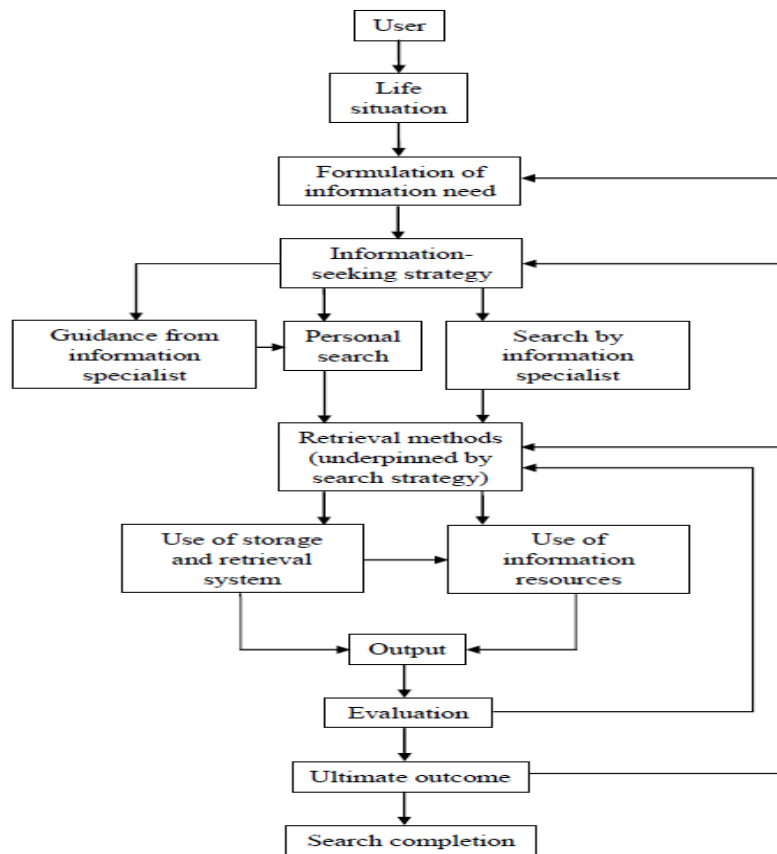 User
Life
situation
Formulation of
information need
Information-
seeking strategy
Guidance from
information
specialist
Personal
search
Search by
information
specialist
Retrieval methods
(underpinned by
search strategy)
Use of storage
and retrieval
system
Use of
information
resources
Output
Evaluation
Ultimate outcome
Search completion